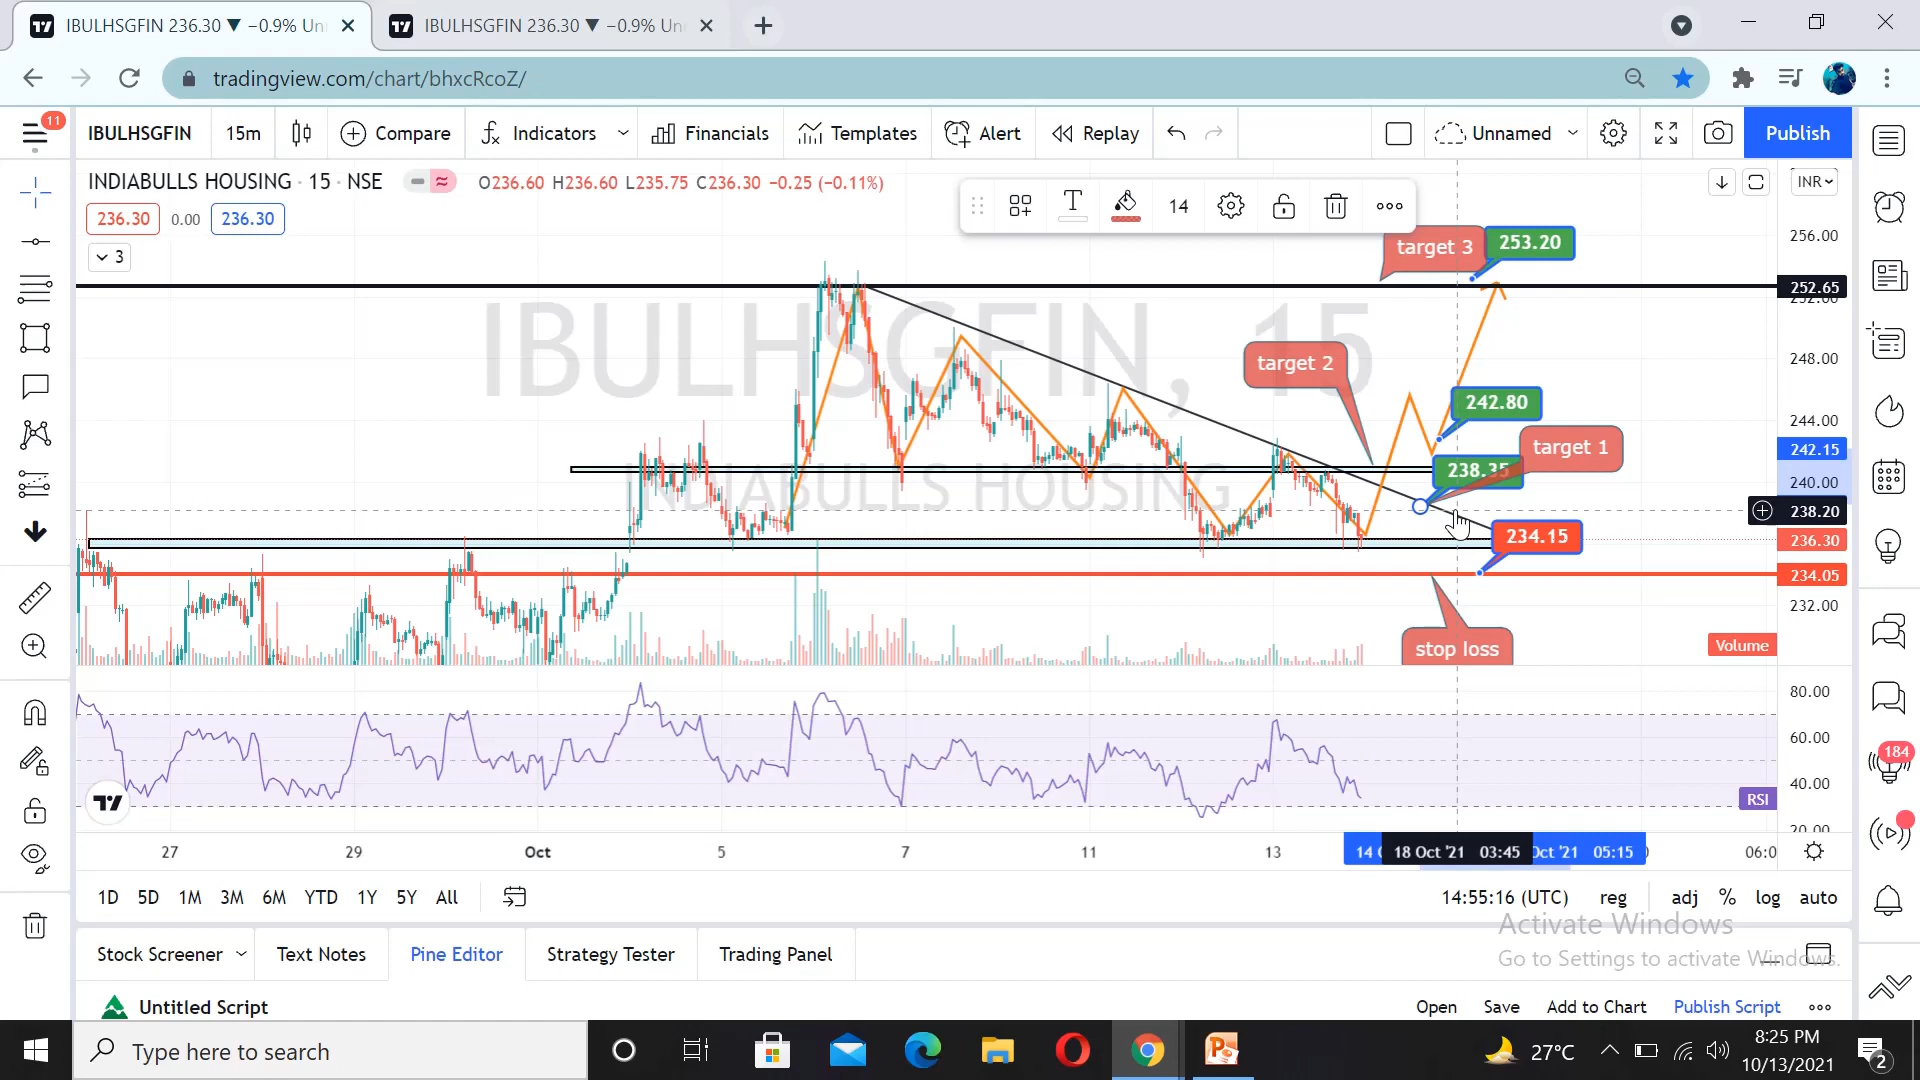 IBULHSGFIN 236.30 ▼ −0.9% Un
IBULHSGFIN 236.30 ▼ −0.9% Un
tradingview.com/chart/bhxcRcoZ/
11
IBULHSGFIN
15m
Compare
Indicators
Financials
Templates
Alert
Replay
Unnamed
Publish
INDIABULLS HOUSING · 15 · NSE
O236.60 H236.60 L235.75 C236.30 −0.25 (−0.11%)
236.30
0.00
236.30
3
14
INR
IBULHSGFIN, 15
INDIABULLS HOUSING
target 3
253.20
target 2
242.80
target 1
238.35
234.15
stop loss
256.00
252.65
252.00
248.00
244.00
242.15
240.00
238.20
236.30
234.05
232.00
Volume
80.00
60.00
40.00
RSI
20.00
27
29
Oct
5
7
11
13
14
18 Oct '21 03:45
Oct '21 05:15
06:0
1D 5D 1M 3M 6M YTD 1Y 5Y All
14:55:16 (UTC)
reg
adj
%
log
auto
184
Activate Windows
Go to Settings to activate Windows.
Stock Screener
Text Notes
Pine Editor
Strategy Tester
Trading Panel
Untitled Script
Open
Save
Add to Chart
Publish Script
Type here to search
27°C
8:25 PM
10/13/2021
2